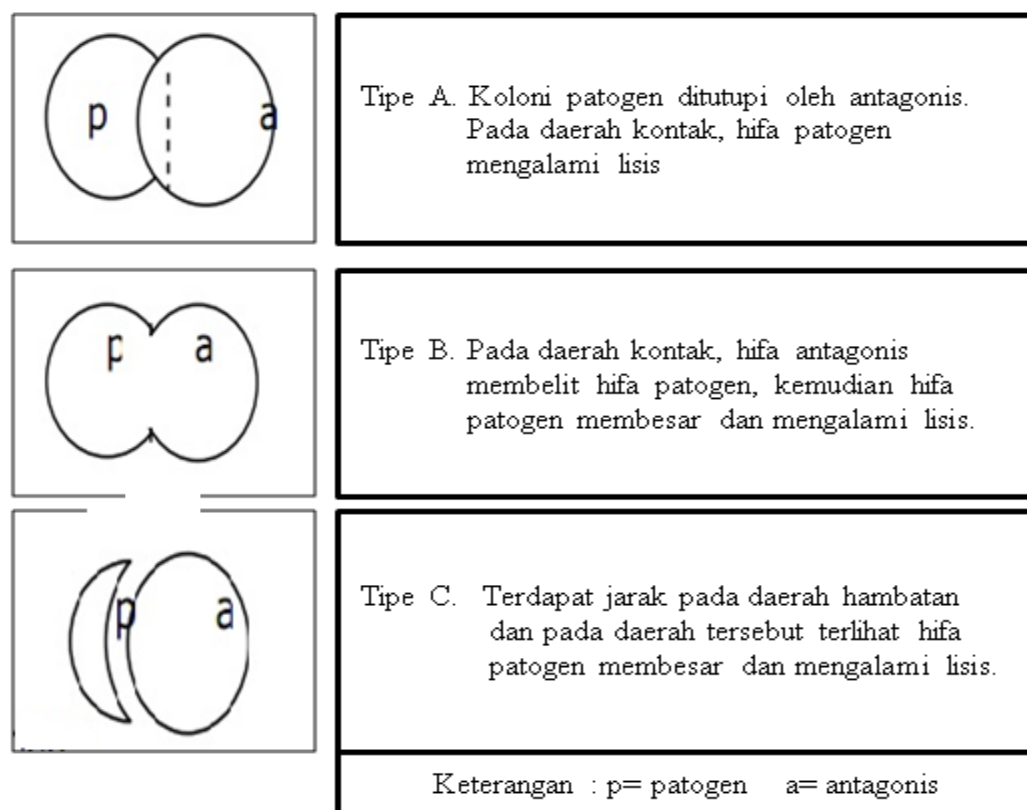 p a
Tipe A. Koloni patogen ditutupi oleh antagonis.
Pada daerah kontak, hifa patogen
mengalami lisis
p a
Tipe B. Pada daerah kontak, hifa antagonis
membelit hifa patogen, kemudian hifa
patogen membesar dan mengalami lisis.
p a
Tipe C. Terdapat jarak pada daerah hambatan
dan pada daerah tersebut terlihat hifa
patogen membesar dan mengalami lisis.
Keterangan : p= patogen a= antagonis